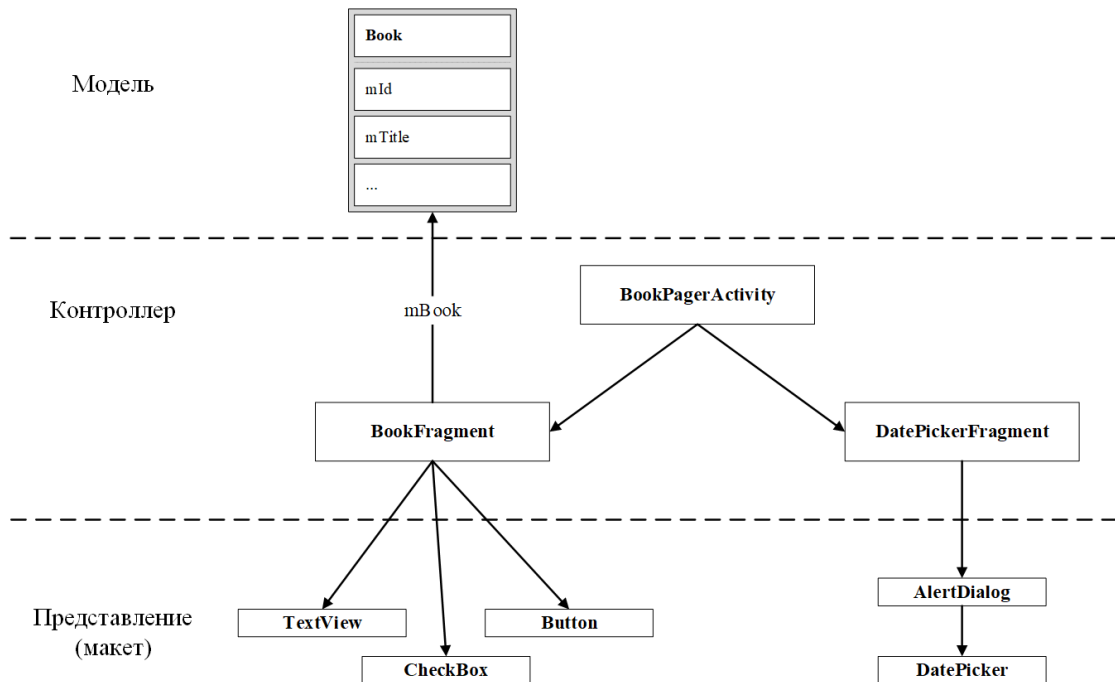 Book
Модель
mId
mTitle
...
BookPagerActivity
Контроллер
mBook
BookFragment
DatePickerFragment
AlertDialog
Представление
(макет)
TextView
Button
CheckBox
DatePicker